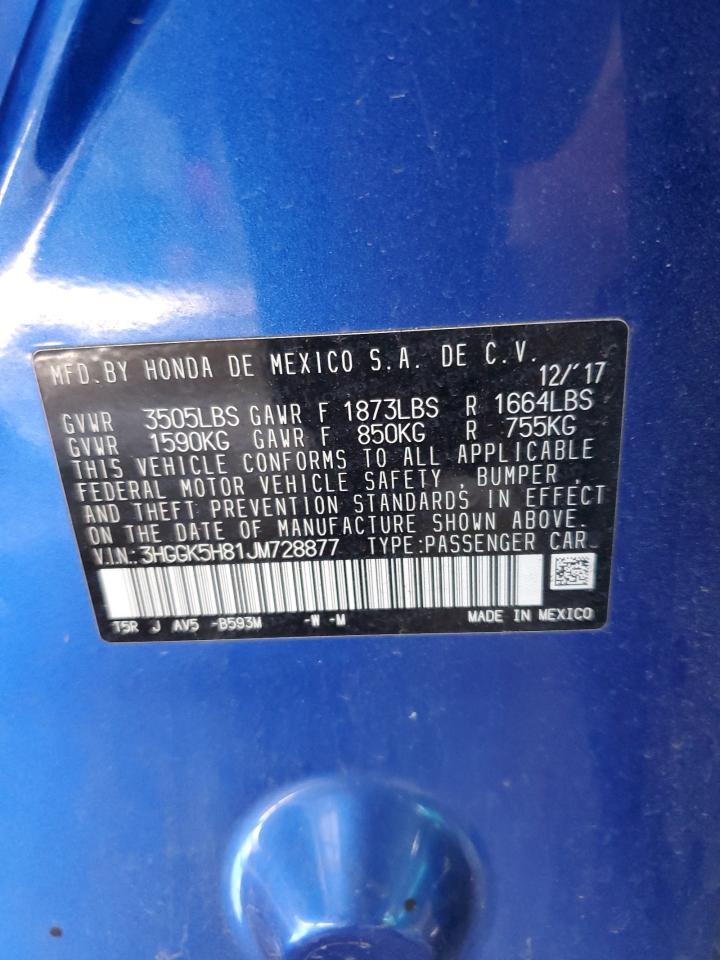 MFD. BY HONDA DE MEXICO S.A. DE C.V.
12/'17
GVWR 3505LBS GAWR F 1873LBS R 1664LBS
GVWR 1590KG GAWR F 850KG R 755KG
THIS VEHICLE CONFORMS TO ALL APPLICABLE
FEDERAL MOTOR VEHICLE SAFETY , BUMPER ,
AND THEFT PREVENTION STANDARDS IN EFFECT
ON THE DATE OF MANUFACTURE SHOWN ABOVE.
V.I.N.: 3HGGK5H81JM728877 TYPE:PASSENGER CAR
T5R J AV5 -B593M -W -M MADE IN MEXICO